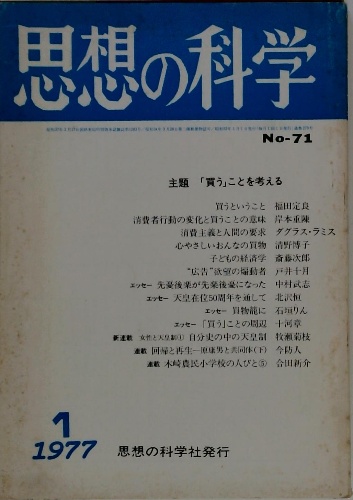 思想の科学
No-71
主題 「買う」ことを考える
買うということ 福田定良
消費者行動の変化と買うことの意味 岸本重陳
消費主義と人間の要求 ダグラス・ラミス
心やさしいおんなの買物 清野博子
子どもの経済学 斎藤次郎
"広告"欲望の煽動者 戸井十月
エッセー 先憂後楽が先楽後憂になった 中村武志
エッセー 天皇在位50周年を通して 北沢恒
エッセー 買物籠に 石垣りん
エッセー 「買う」ことの周辺 十河章
新連載 女性と天皇制① 自分史の中の天皇制 牧瀬菊枝
連載 回帰と再生―原康男と共同体(下) 今防人
連載 木崎農民小学校の人びと⑤ 合田新介
1
1977
思想の科学社発行